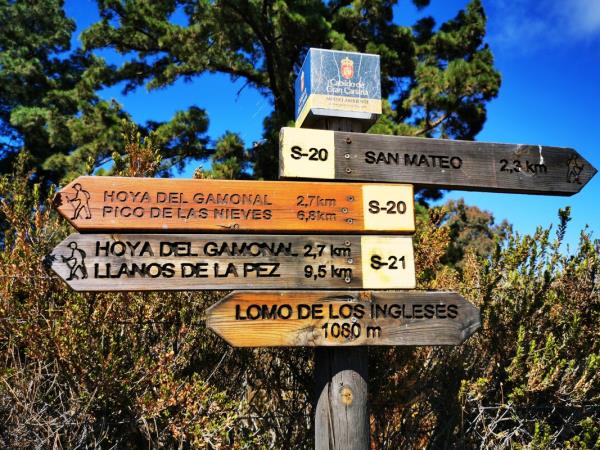 Cabildo de
Gran Canaria
MEDIO AMBIENTE
S-20 SAN MATEO 2,3 km
HOYA DEL GAMONAL 2,7km
PICO DE LAS NIEVES 6,8km
S-20
HOYA DEL GAMONAL 2,7 km
LLANOS DE LA PEZ 9,5 km
S-21
LOMO DE LOS INGLESES
1080 m